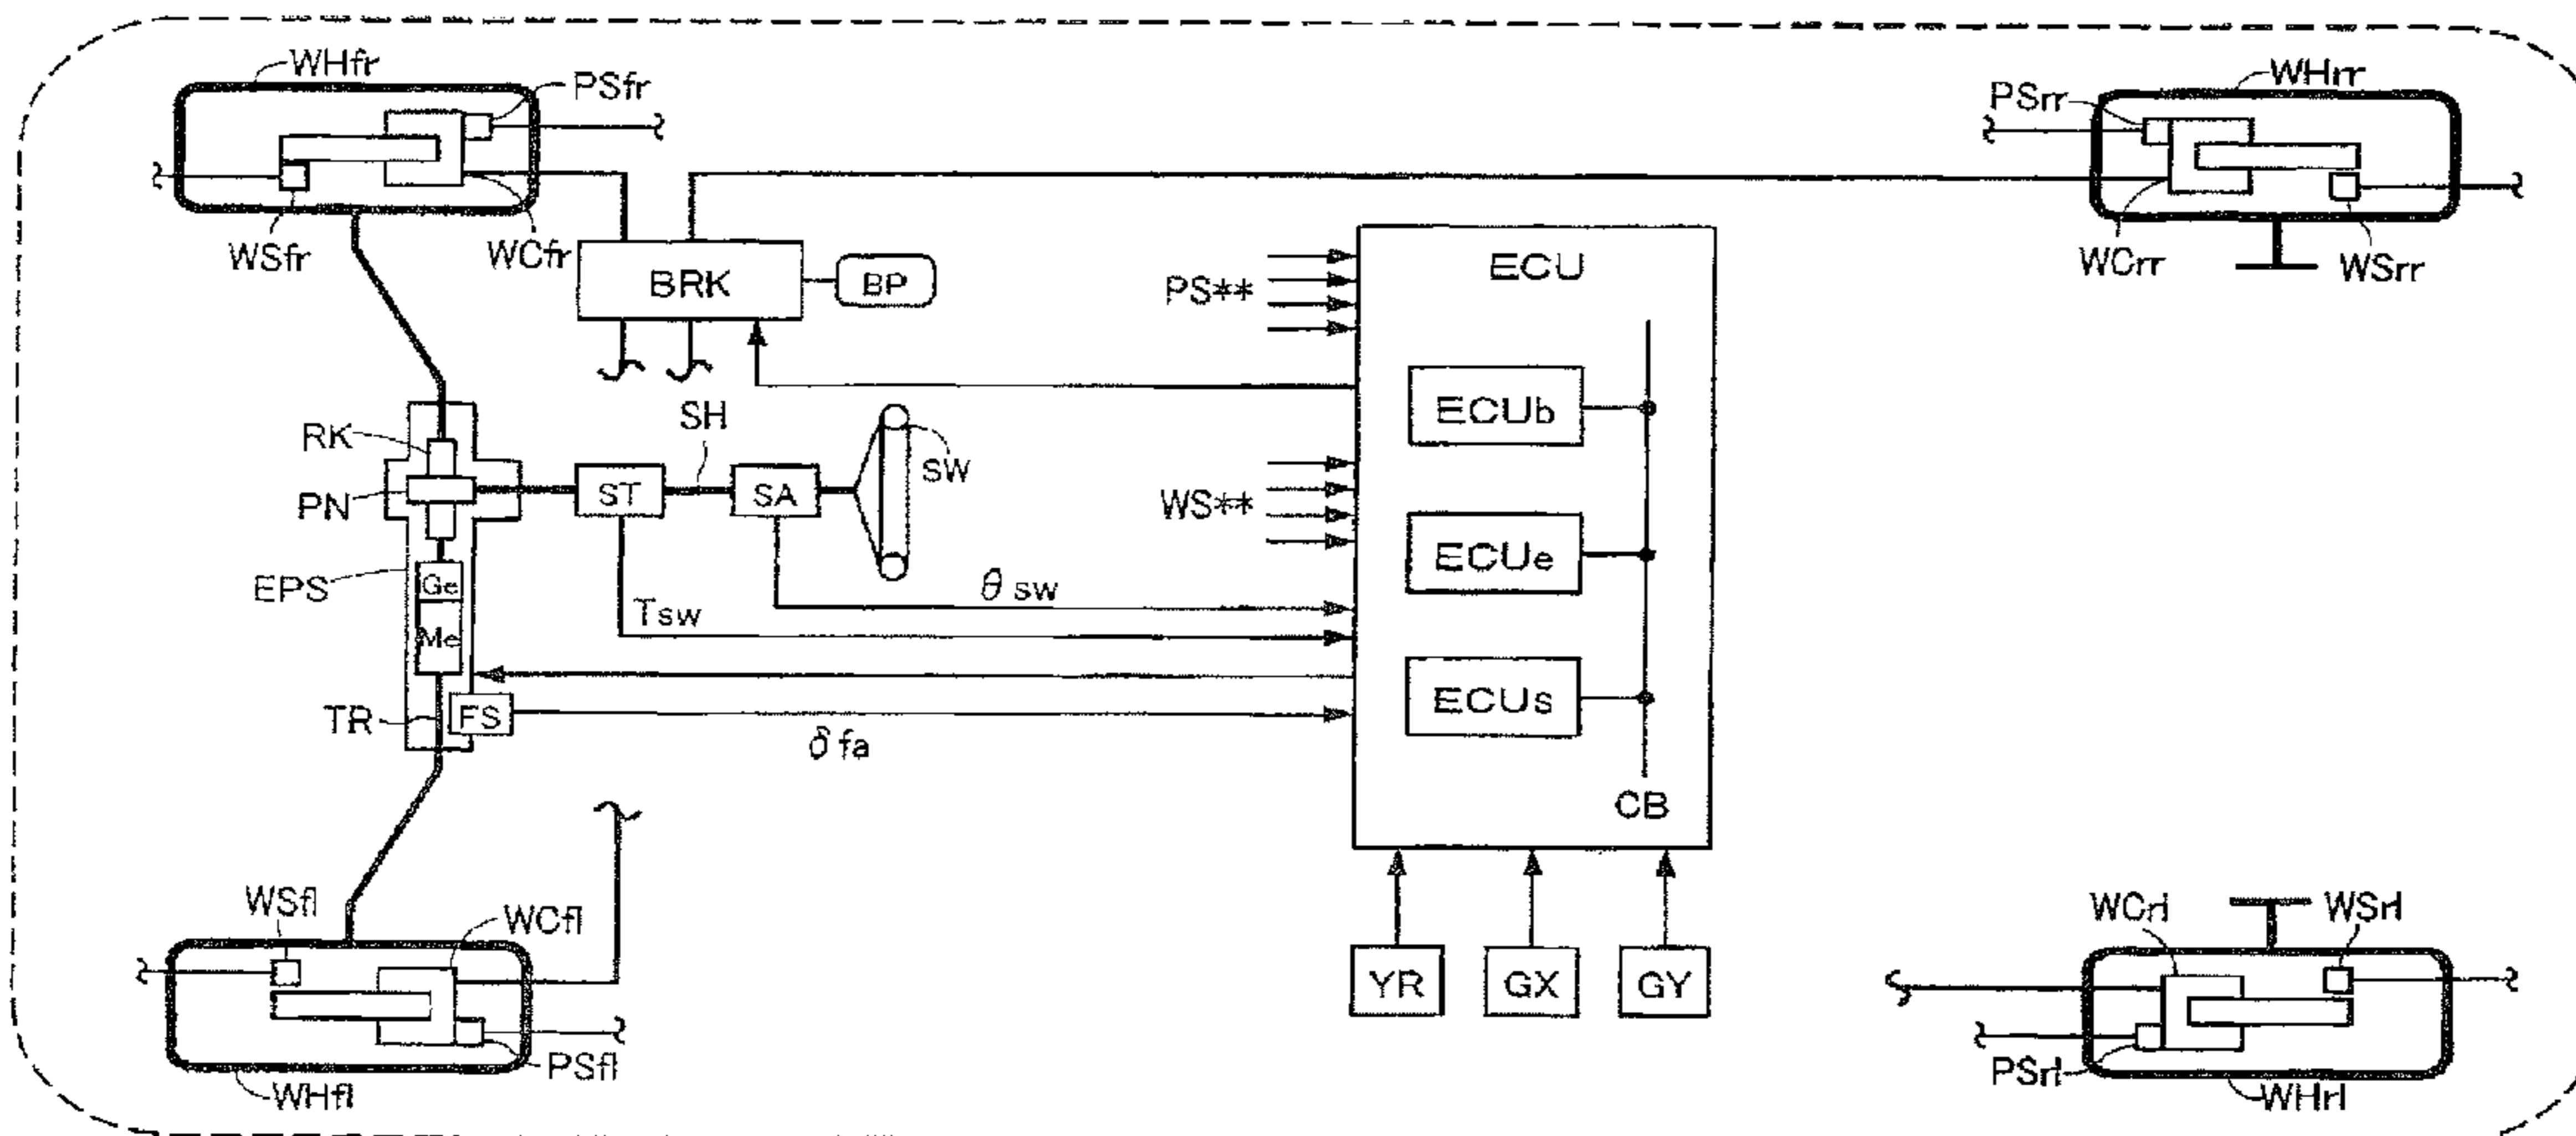 WHfr
PSfr
WSfr
WCfr
WHrr
PSrr
WCrr
WSrr
BRK
BP
ECU
PS**
ECUb
RK
SH
SW
PN
ST
SA
WS**
ECUe
EPS
Ge
θsw
Tsw
Me
ECUs
TR
FS
δfa
CB
WSfl
WCfl
WCrl
WSrl
YR
GX
GY
PSfl
PSrl
WHfl
WHrl